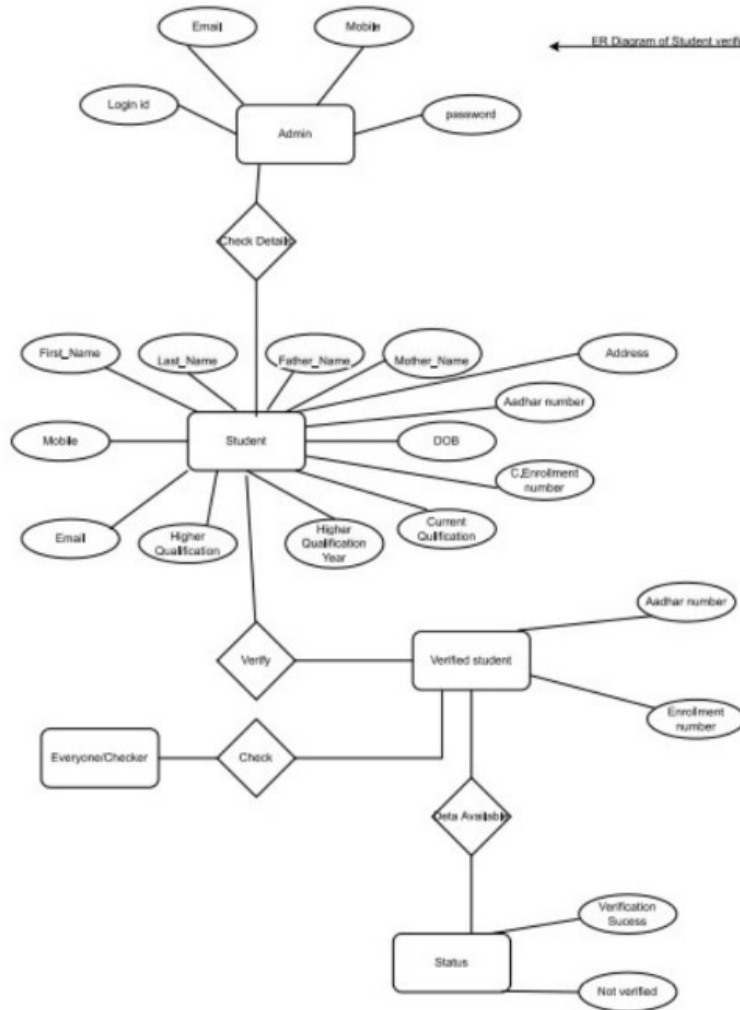 Email
Mobile
ER Diagram of Student verifi
Login id
password
Admin
Check Details
First_Name
Last_Name
Father_Name
Mother_Name
Address
Aadhar number
Mobile
Student
DOB
C.Enrollment
number
Email
Higher
Qualification
Higher
Qualification
Year
Current
Qulification
Aadhar number
Verify
Verified student
Enrollment
number
Everyone/Checker
Check
Deta Available
Verification
Sucess
Status
Not verified